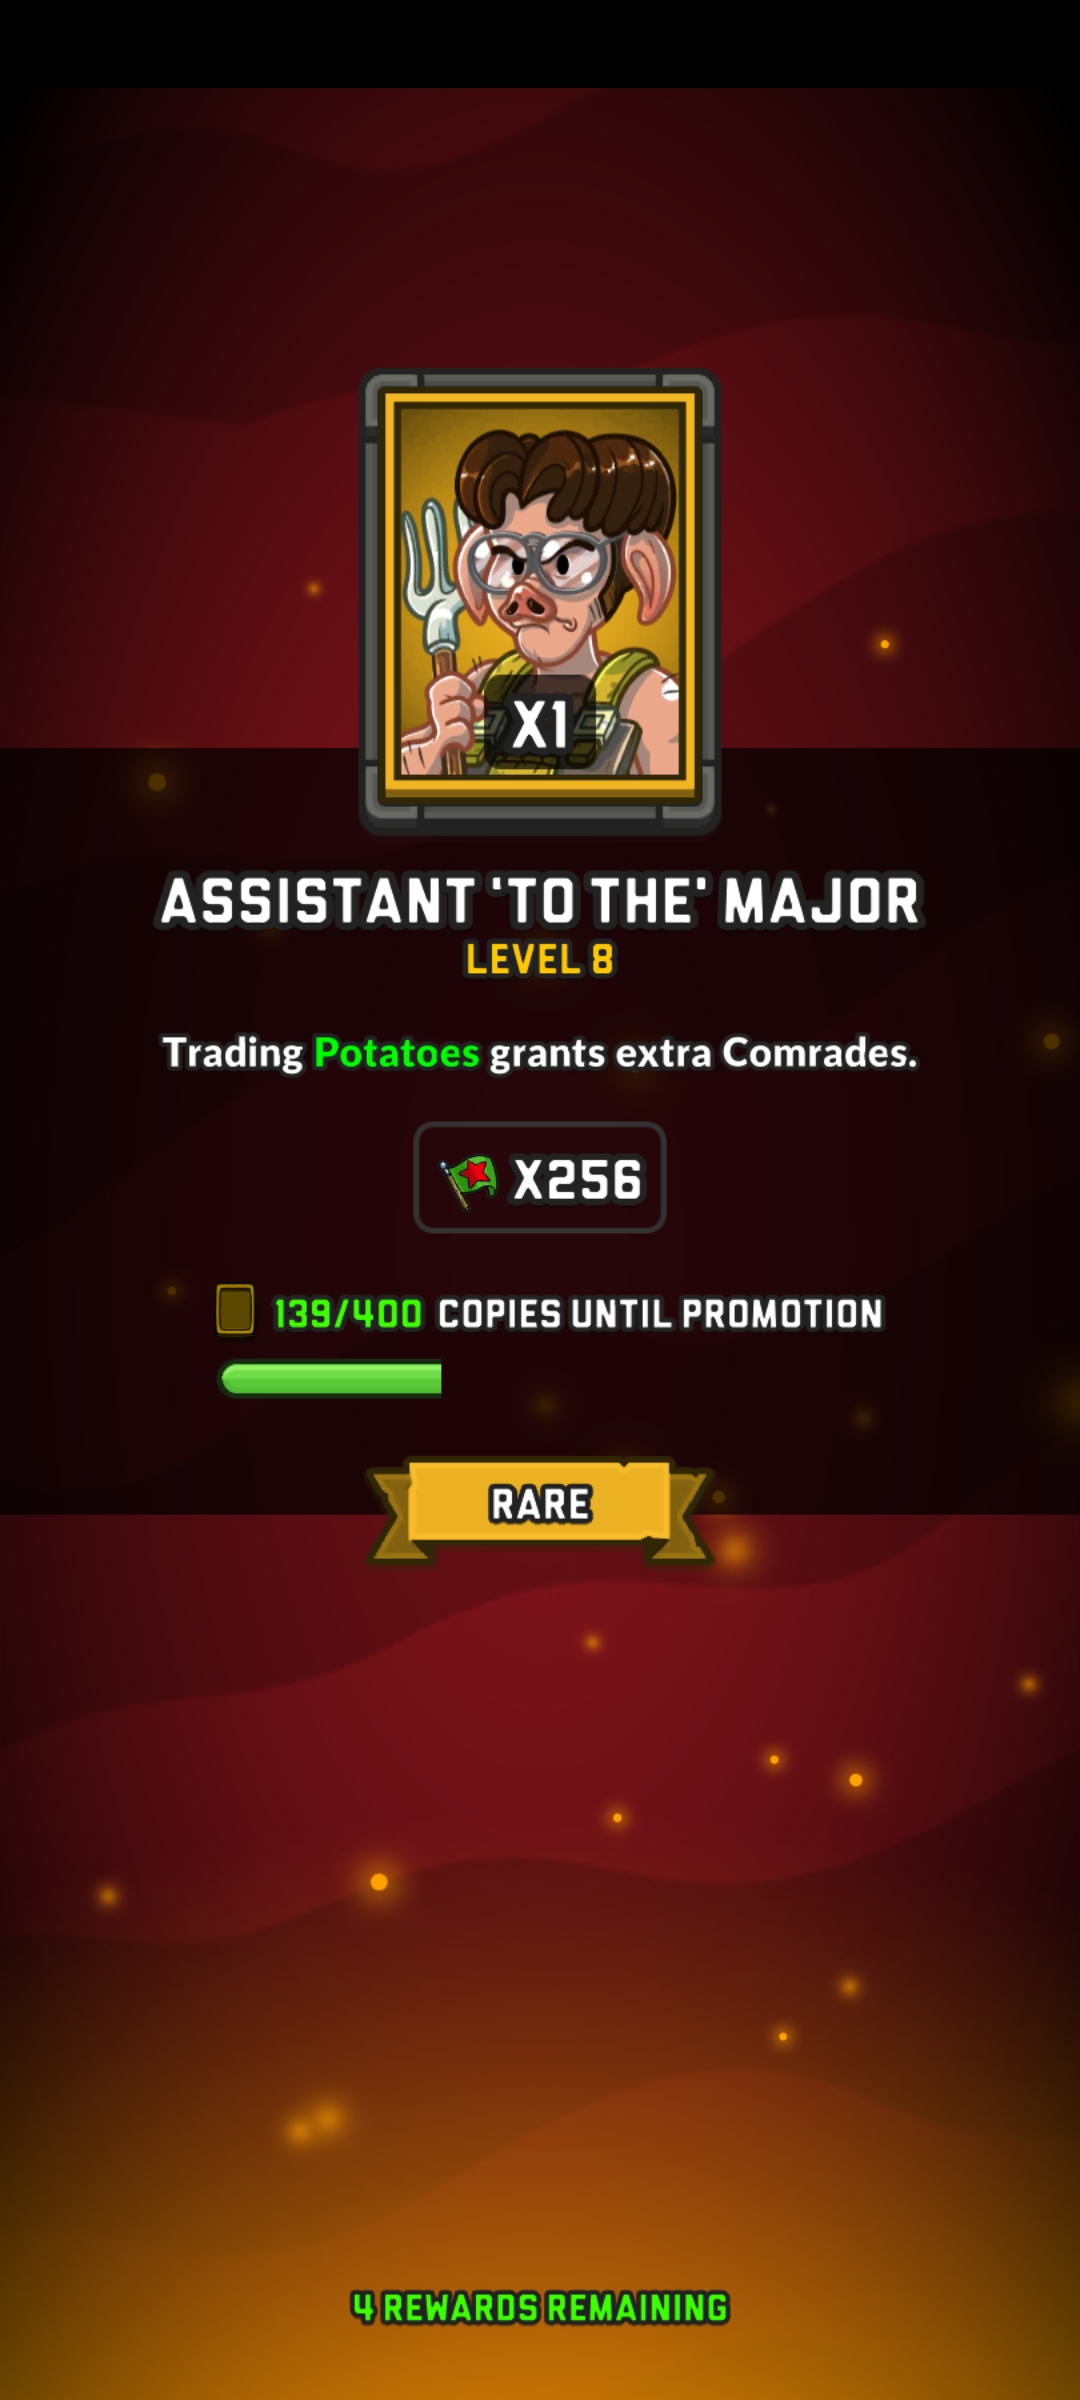 X1
ASSISTANT 'TO THE' MAJOR
LEVEL 8
Trading Potatoes grants extra Comrades.
X256
139/400 COPIES UNTIL PROMOTION
RARE
4 REWARDS REMAINING